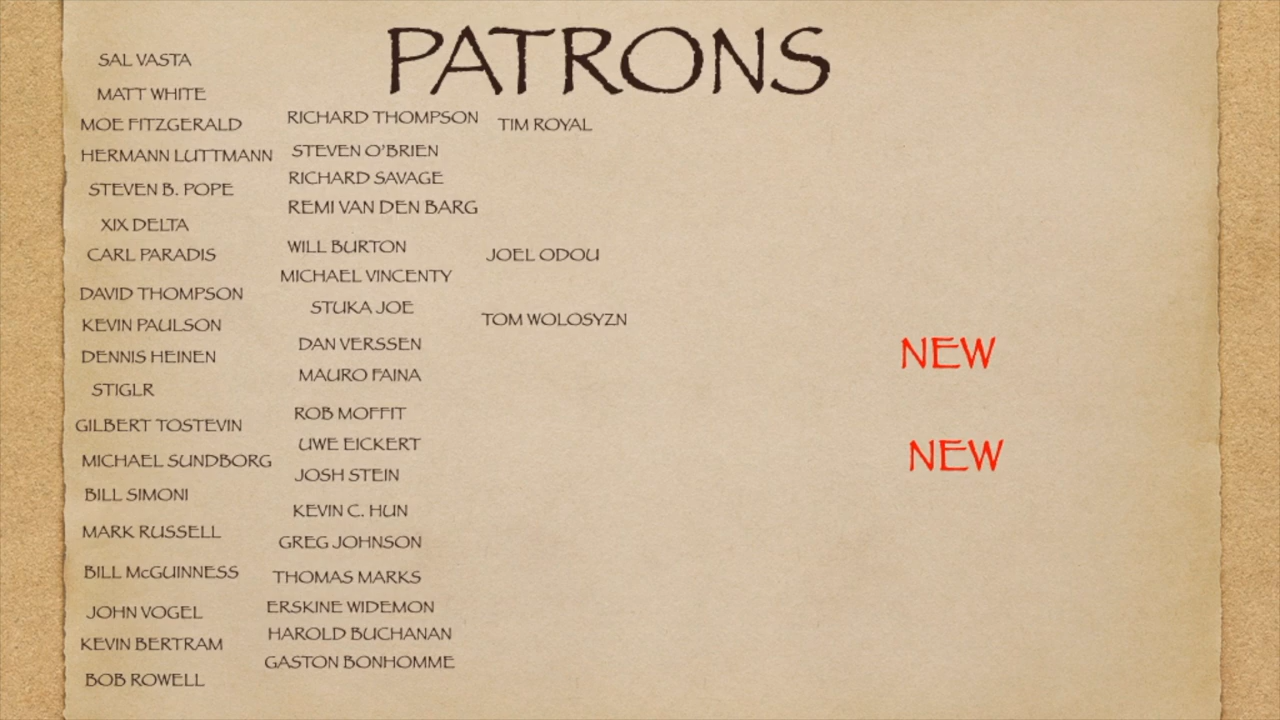 PATRONS
SAL VASTA
MATT WHITE
MOE FITZGERALD
HERMANN LUTTMANN
STEVEN B. POPE
XIX DELTA
CARL PARADIS
DAVID THOMPSON
KEVIN PAULSON
DENNIS HEINEN
STIGLR
GILBERT TOSTEVIN
MICHAEL SUNDBORG
BILL SIMONI
MARK RUSSELL
BILL McGUINNESS
JOHN VOGEL
KEVIN BERTRAM
BOB ROWELL
RICHARD THOMPSON
STEVEN O'BRIEN
RICHARD SAVAGE
REMI VAN DEN BARG
WILL BURTON
MICHAEL VINCENTY
STUKA JOE
DAN VERSSEN
MAURO FAINA
ROB MOFFIT
UWE EICKERT
JOSH STEIN
KEVIN C. HUN
GREG JOHNSON
THOMAS MARKS
ERSKINE WIDEMON
HAROLD BUCHANAN
GASTON BONHOMME
TIM ROYAL
JOEL ODOU
TOM WOLOSYZN
NEW
NEW